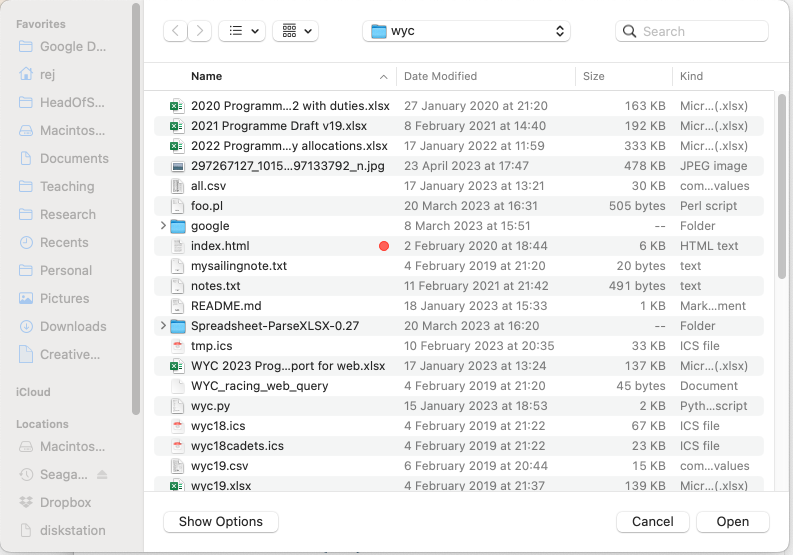 Favorites
Google D...
rej
HeadOfS...
Macintos...
Documents
Teaching
Research
Recents
Personal
Pictures
Downloads
Creative...
iCloud
Locations
Macintos...
Seaga...
Dropbox
diskstation
wyc
Search
Name Date Modified Size Kind
2020 Programm...2 with duties.xlsx 27 January 2020 at 21:20 163 KB Micr...(.xlsx)
2021 Programme Draft v19.xlsx 8 February 2021 at 14:40 192 KB Micr...(.xlsx)
2022 Programm...y allocations.xlsx 17 January 2022 at 11:59 333 KB Micr...(.xlsx)
297267127_1015...97133792_n.jpg 23 April 2023 at 17:47 478 KB JPEG image
all.csv 17 January 2023 at 13:21 30 KB com...values
foo.pl 20 March 2023 at 16:31 505 bytes Perl script
google 8 March 2023 at 15:51 -- Folder
index.html 2 February 2020 at 18:44 6 KB HTML text
mysailingnote.txt 4 February 2019 at 21:20 20 bytes text
notes.txt 11 February 2021 at 21:42 491 bytes text
README.md 18 January 2023 at 15:33 1 KB Mark...ment
Spreadsheet-ParseXLSX-0.27 20 March 2023 at 16:20 -- Folder
tmp.ics 10 February 2023 at 20:35 33 KB ICS file
WYC 2023 Prog...port for web.xlsx 17 January 2023 at 13:24 137 KB Micr...(.xlsx)
WYC_racing_web_query 4 February 2019 at 21:20 45 bytes Document
wyc.py 15 January 2023 at 18:53 2 KB Pyth...script
wyc18.ics 4 February 2019 at 21:22 67 KB ICS file
wyc18cadets.ics 4 February 2019 at 21:22 23 KB ICS file
wyc19.csv 6 February 2019 at 20:44 15 KB com...values
wyc19.xlsx 4 February 2019 at 21:37 139 KB Micr...(.xlsx)
Show Options Cancel Open